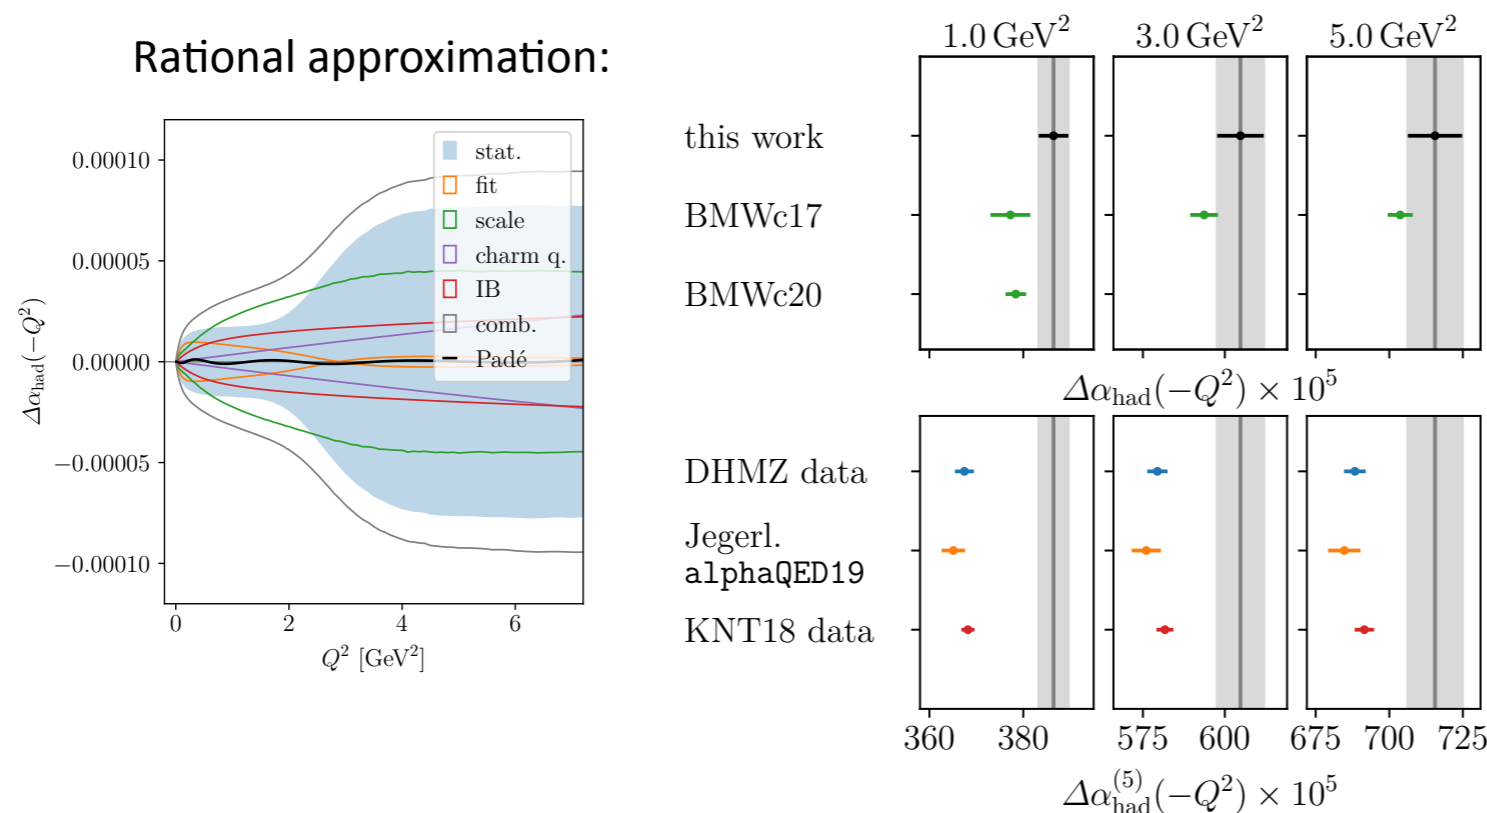 Rational approximation:
0.00010
0.00005
0.00000
−0.00005
−0.00010
Δα_had(−Q²)
0 2 4 6
Q² [GeV²]
stat.
fit
scale
charm q.
IB
comb.
Padé
1.0 GeV² 3.0 GeV² 5.0 GeV²
this work
BMWc17
BMWc20
Δα_had(−Q²) × 10⁵
DHMZ data
Jegerl.
alphaQED19
KNT18 data
360 380 575 600 675 700 725
Δα_had^(5)(−Q²) × 10⁵